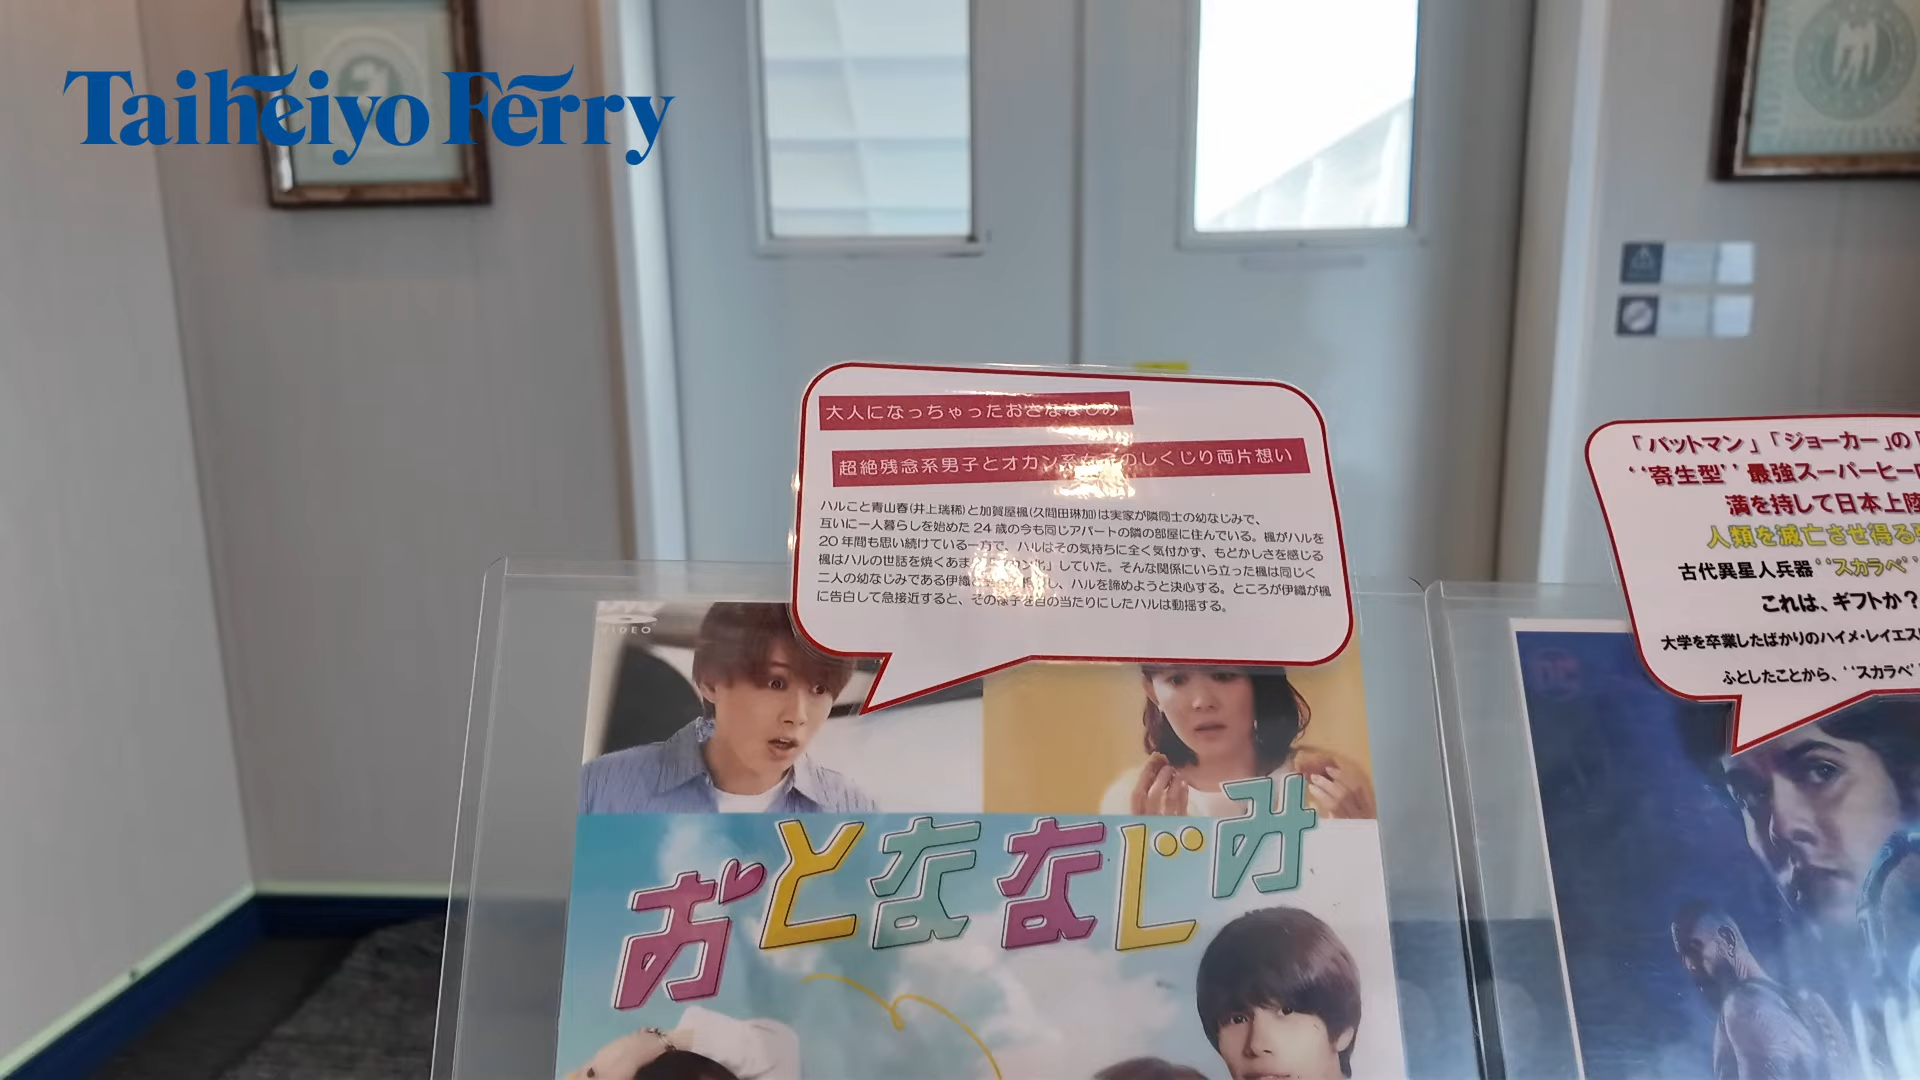 Taiheiyo Ferry
大人になっちゃったおさななじみ
超絶残念系男子とオカン系女子のしくじり両片想い
ハルこと青山春(井上瑞稀)と加賀屋楓(久間田琳加)は実家が隣同士の幼なじみで、
互いに一人暮らしを始めた 24 歳の今も同じアパートの隣の部屋に住んでいる。楓がハルを
20 年間も思い続けている一方で、ハルはその気持ちに全く気付かず、もどかしさを感じる
楓はハルの世話を焼くあま 」していた。そんな関係にいら立った楓は同じく
二人の幼なじみである伊織 し、ハルを諦めようと決心する。ところが伊織が楓
に告白して急接近すると、その様子を目の当たりにしたハルは動揺する。
VIDEO
おとななじみ
「バットマン」「ジョーカー」の
“寄生型” 最強スーパーヒーロ
満を持して日本上陸
人類を滅亡させ得る
古代異星人兵器“スカラベ”
これは、ギフトか？
大学を卒業したばかりのハイメ・レイエス
ふとしたことから、“スカラベ”
DC